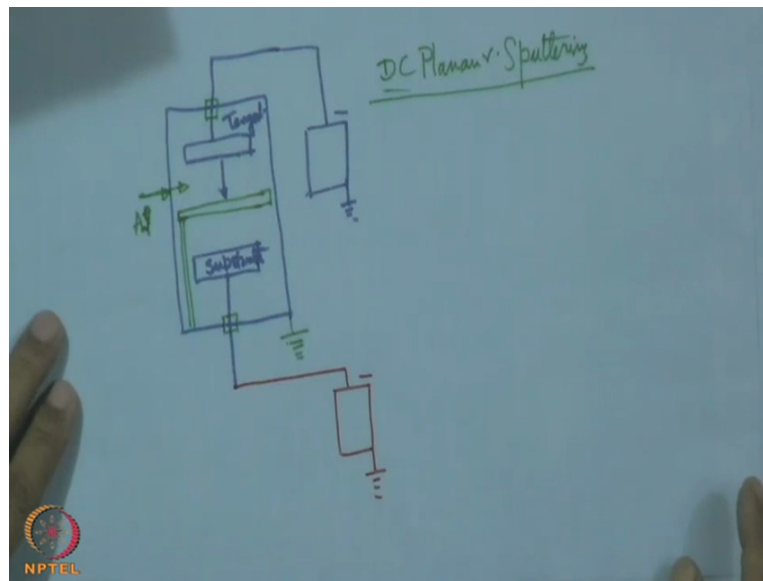 DC Planar Sputtering
Target
Ar
Substrate
NPTEL